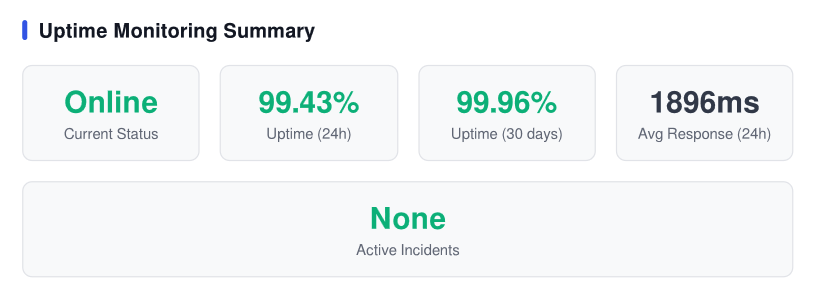 Uptime Monitoring Summary
Online
Current Status
99.43%
Uptime (24h)
99.96%
Uptime (30 days)
1896ms
Avg Response (24h)
None
Active Incidents